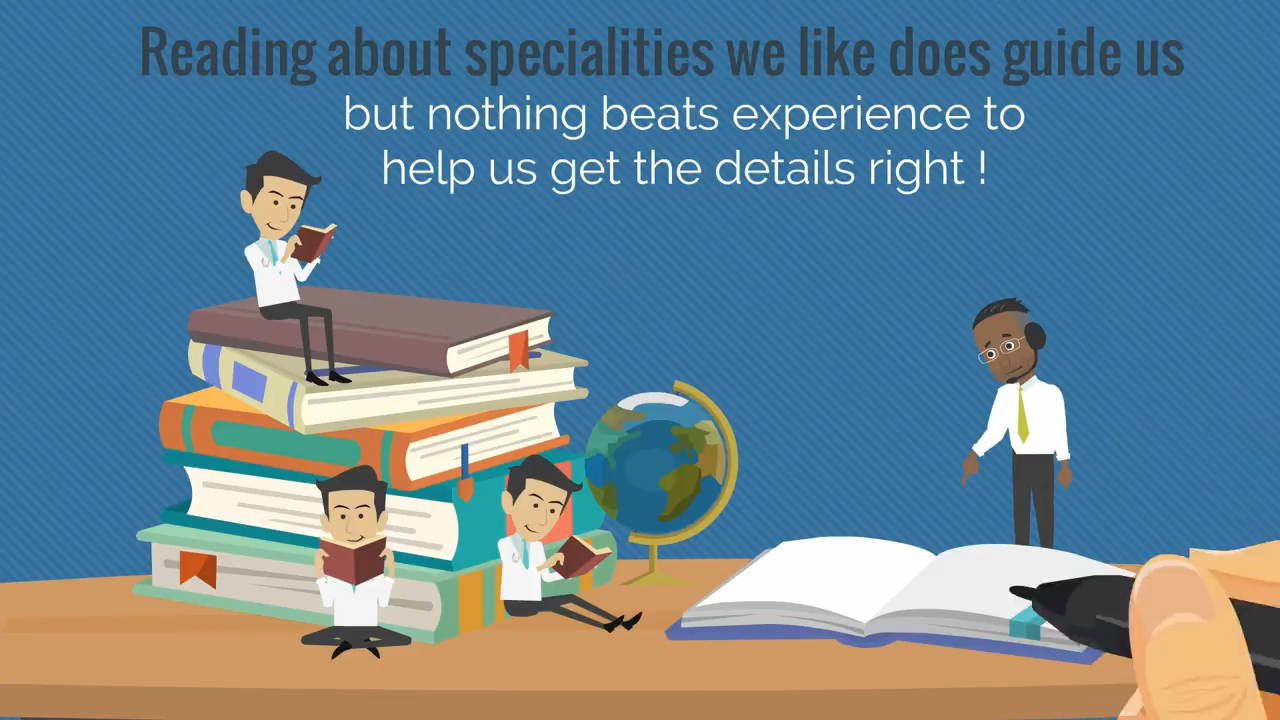 Reading about specialities we like does guide us
but nothing beats experience to
help us get the details right !